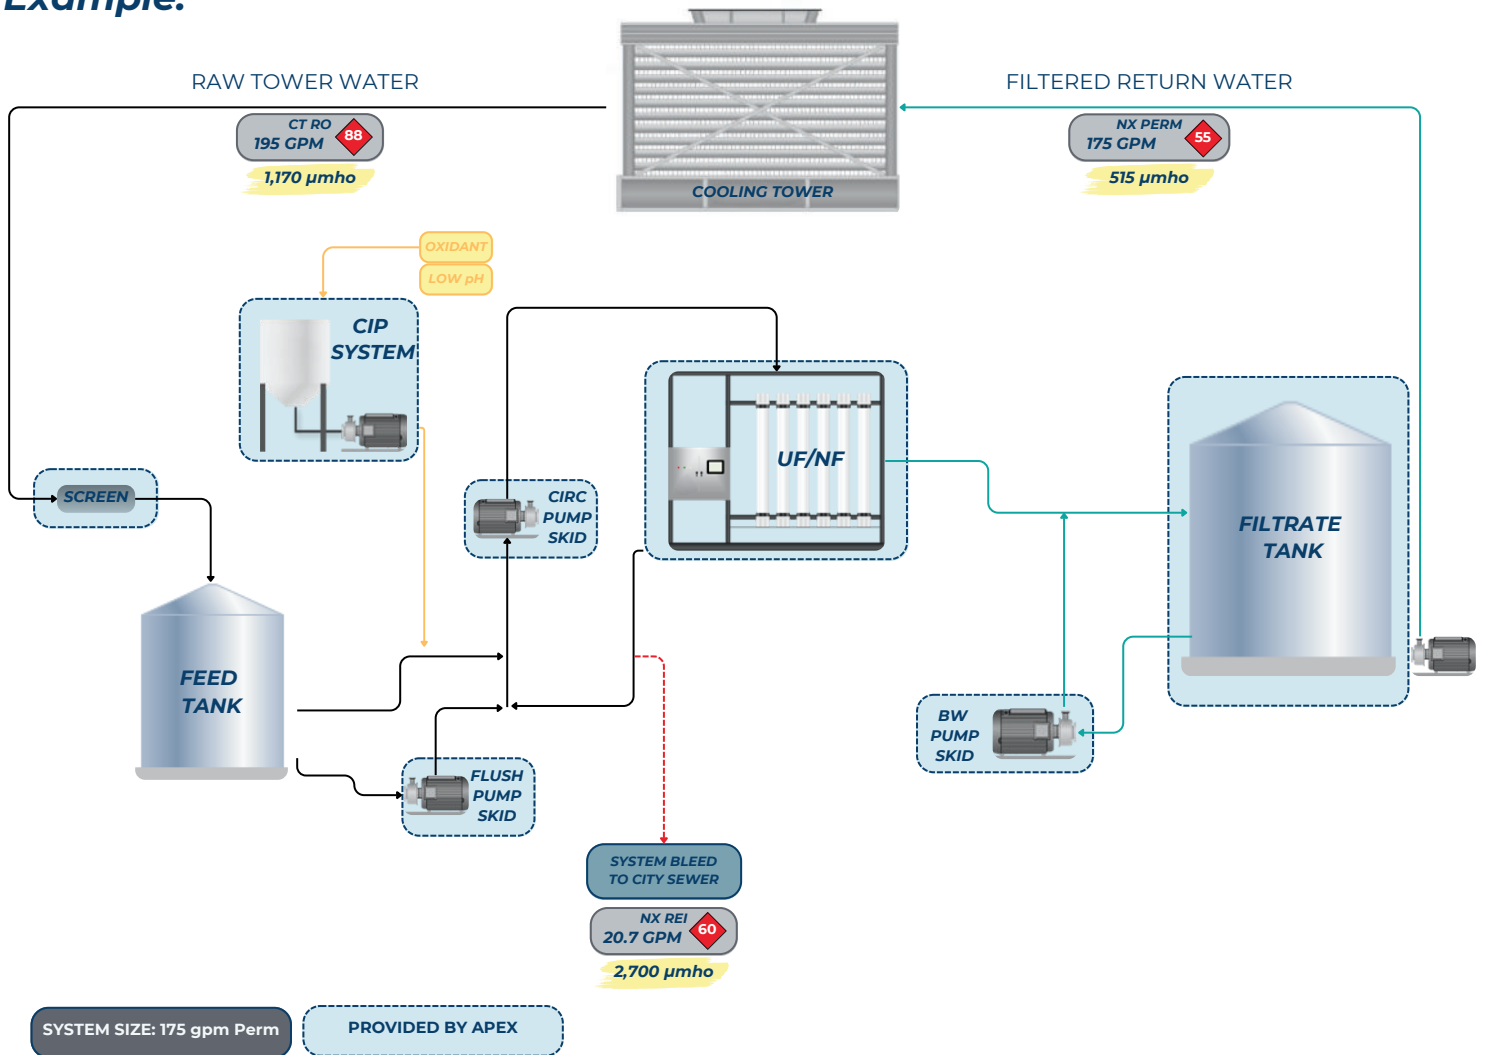 Example:
RAW TOWER WATER
FILTERED RETURN WATER
CT RO
195 GPM
88
1,170 µmho
NX PERM
175 GPM
55
515 µmho
COOLING TOWER
OXIDANT
LOW pH
CIP
SYSTEM
SCREEN
CIRC
PUMP
SKID
UF/NF
FILTRATE
TANK
FEED
TANK
FLUSH
PUMP
SKID
BW
PUMP
SKID
SYSTEM BLEED
TO CITY SEWER
NX REJ
20.7 GPM
60
2,700 µmho
SYSTEM SIZE: 175 gpm Perm
PROVIDED BY APEX